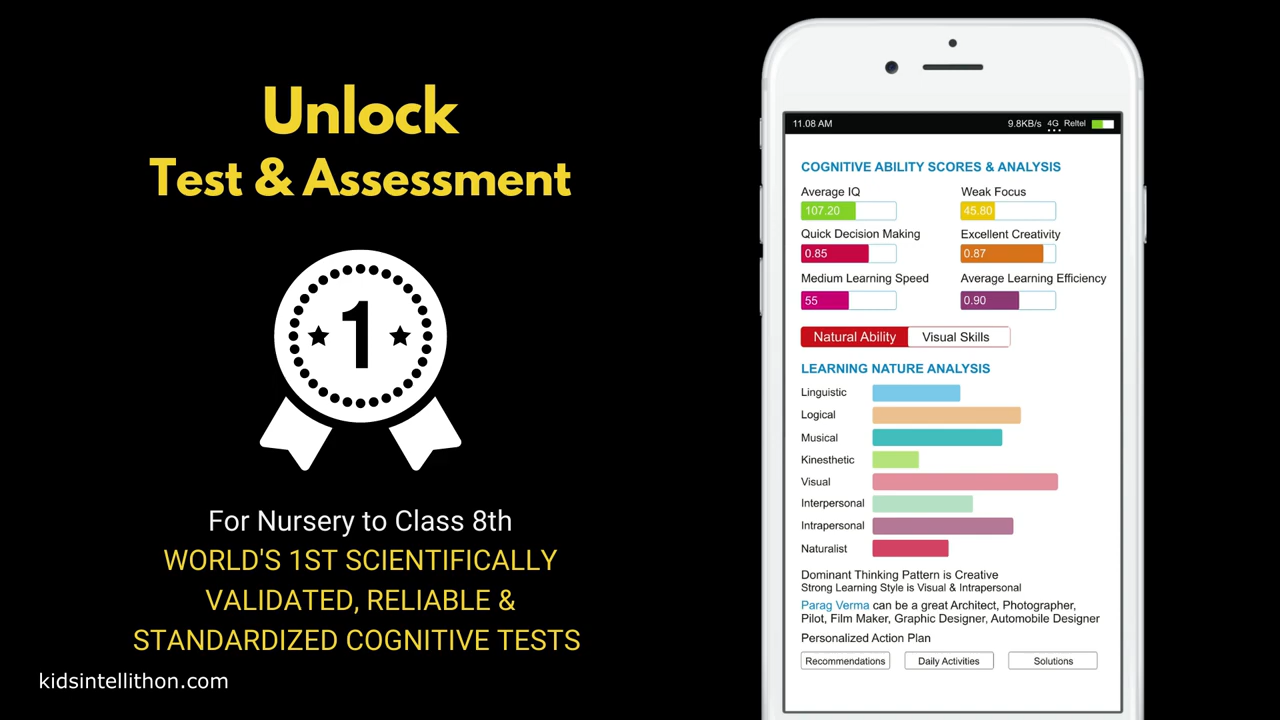 Unlock
Test & Assessment
1
For Nursery to Class 8th
WORLD'S 1ST SCIENTIFICALLY
VALIDATED, RELIABLE &
STANDARDIZED COGNITIVE TESTS
kidsintellithon.com
11.08 AM 9.8KB/s 4G Reltel
COGNITIVE ABILITY SCORES & ANALYSIS
Average IQ Weak Focus
107.20 45.80
Quick Decision Making Excellent Creativity
0.85 0.87
Medium Learning Speed Average Learning Efficiency
55 0.90
Natural Ability Visual Skills
LEARNING NATURE ANALYSIS
Linguistic
Logical
Musical
Kinesthetic
Visual
Interpersonal
Intrapersonal
Naturalist
Dominant Thinking Pattern is Creative
Strong Learning Style is Visual & Intrapersonal
Parag Verma can be a great Architect, Photographer,
Pilot, Film Maker, Graphic Designer, Automobile Designer
Personalized Action Plan
Recommendations Daily Activities Solutions